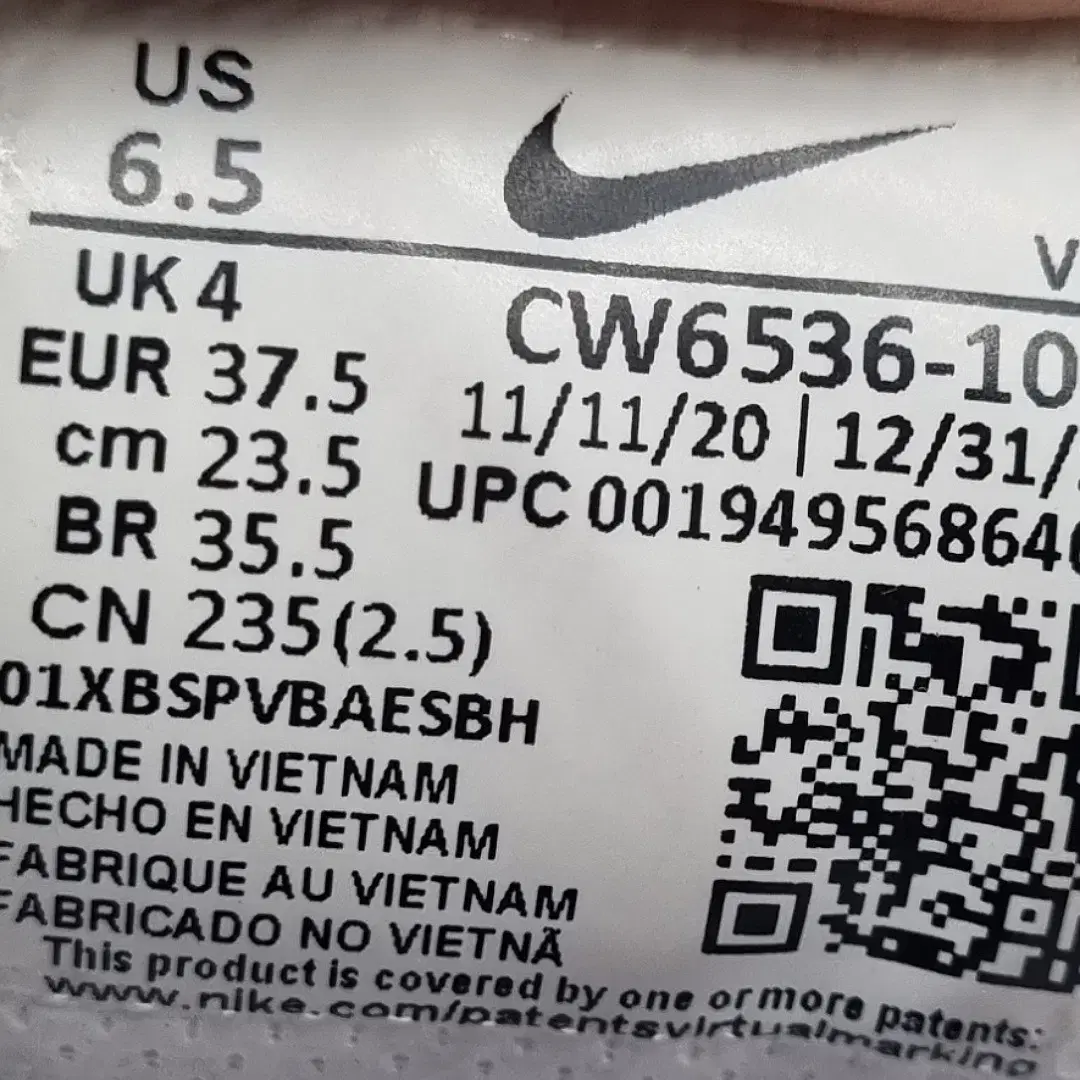 US
6.5
V
UK 4
EUR 37.5
cm 23.5
BR 35.5
CN 235(2.5)
CW6536-10
11/11/20 | 12/31/
UPC 00194956864
01XBSPVBAESBH
MADE IN VIETNAM
HECHO EN VIETNAM
FABRIQUE AU VIETNAM
FABRICADO NO VIETNÃ
This product is covered by one or more patents:
www.nike.com/patentsvirtualmarking